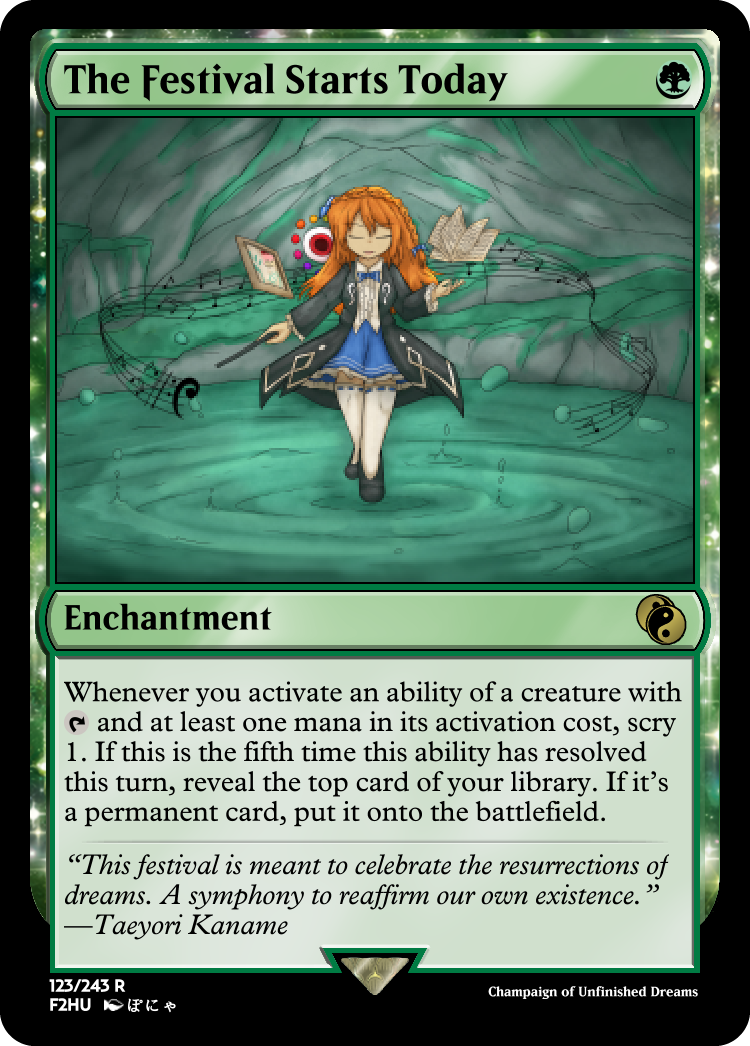 The Festival Starts Today
Enchantment
Whenever you activate an ability of a creature with
and at least one mana in its activation cost, scry
1. If this is the fifth time this ability has resolved
this turn, reveal the top card of your library. If it's
a permanent card, put it onto the battlefield.
“This festival is meant to celebrate the resurrections of
dreams. A symphony to reaffirm our own existence.”
—Taeyori Kaname
123/243 R
F2HU ぽにゃ
Champaign of Unfinished Dreams